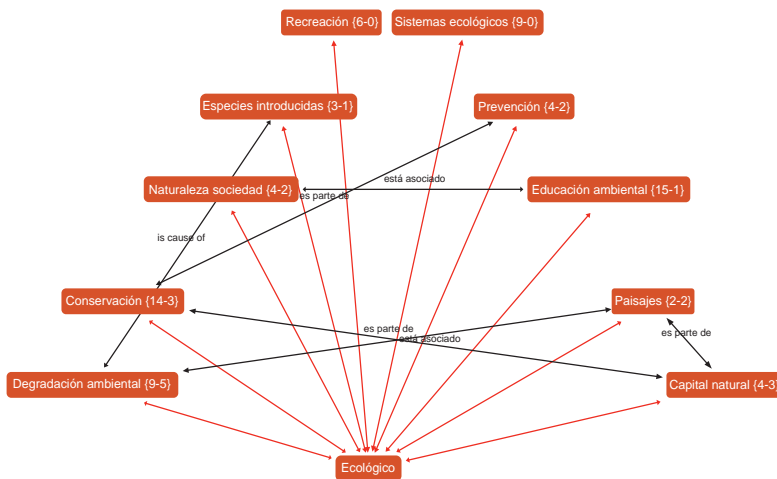 Recreación {6-0}
Sistemas ecológicos {9-0}
Especies introducidas {3-1}
Prevención {4-2}
está asociado
Naturaleza sociedad {4-2}
Educación ambiental {15-1}
es parte de
is cause of
Conservación {14-3}
Paisajes {2-2}
es parte de
está asociado
es parte de
Degradación ambiental {9-5}
Capital natural {4-3}
Ecológico